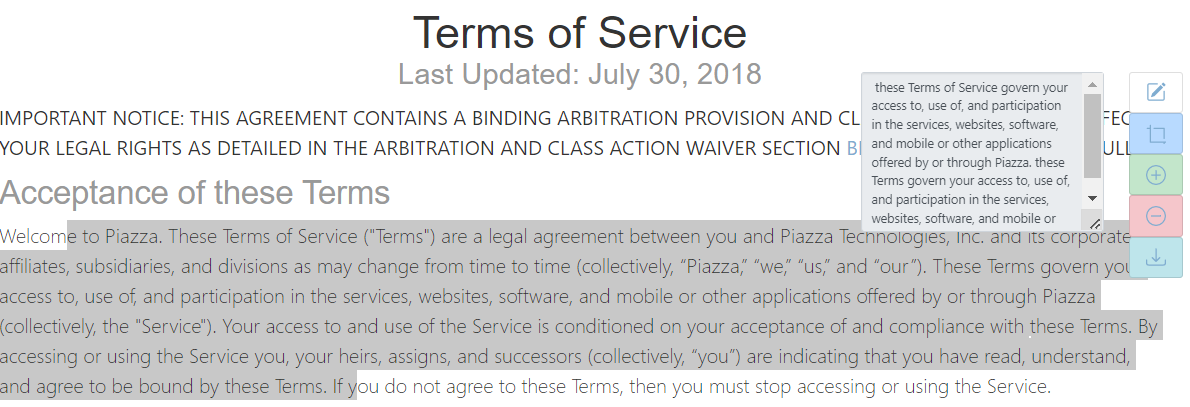 Terms of Service
Last Updated: July 30, 2018
IMPORTANT NOTICE: THIS AGREEMENT CONTAINS A BINDING ARBITRATION PROVISION AND
YOUR LEGAL RIGHTS AS DETAILED IN THE ARBITRATION AND CLASS ACTION WAIVER SECTION
Acceptance of these Terms
Welcome to Piazza. These Terms of Service ("Terms") are a legal agreement between you and Piazza Technologies, Inc. and its corporate
affiliates, subsidiaries, and divisions as may change from time to time (collectively, “Piazza,” “we,” “us,” and “our”). These Terms govern your
access to, use of, and participation in the services, websites, software, and mobile or other applications offered by or through Piazza
(collectively, the "Service"). Your access to and use of the Service is conditioned on your acceptance of and compliance with these Terms. By
accessing or using the Service you, your heirs, assigns, and successors (collectively, “you”) are indicating that you have read, understand,
and agree to be bound by these Terms. If you do not agree to these Terms, then you must stop accessing or using the Service.
these Terms of Service govern your
access to, use of, and participation
in the services, websites, software,
and mobile or other applications
offered by or through Piazza. these
Terms govern your access to, use of,
and participation in the services,
websites, software, and mobile or